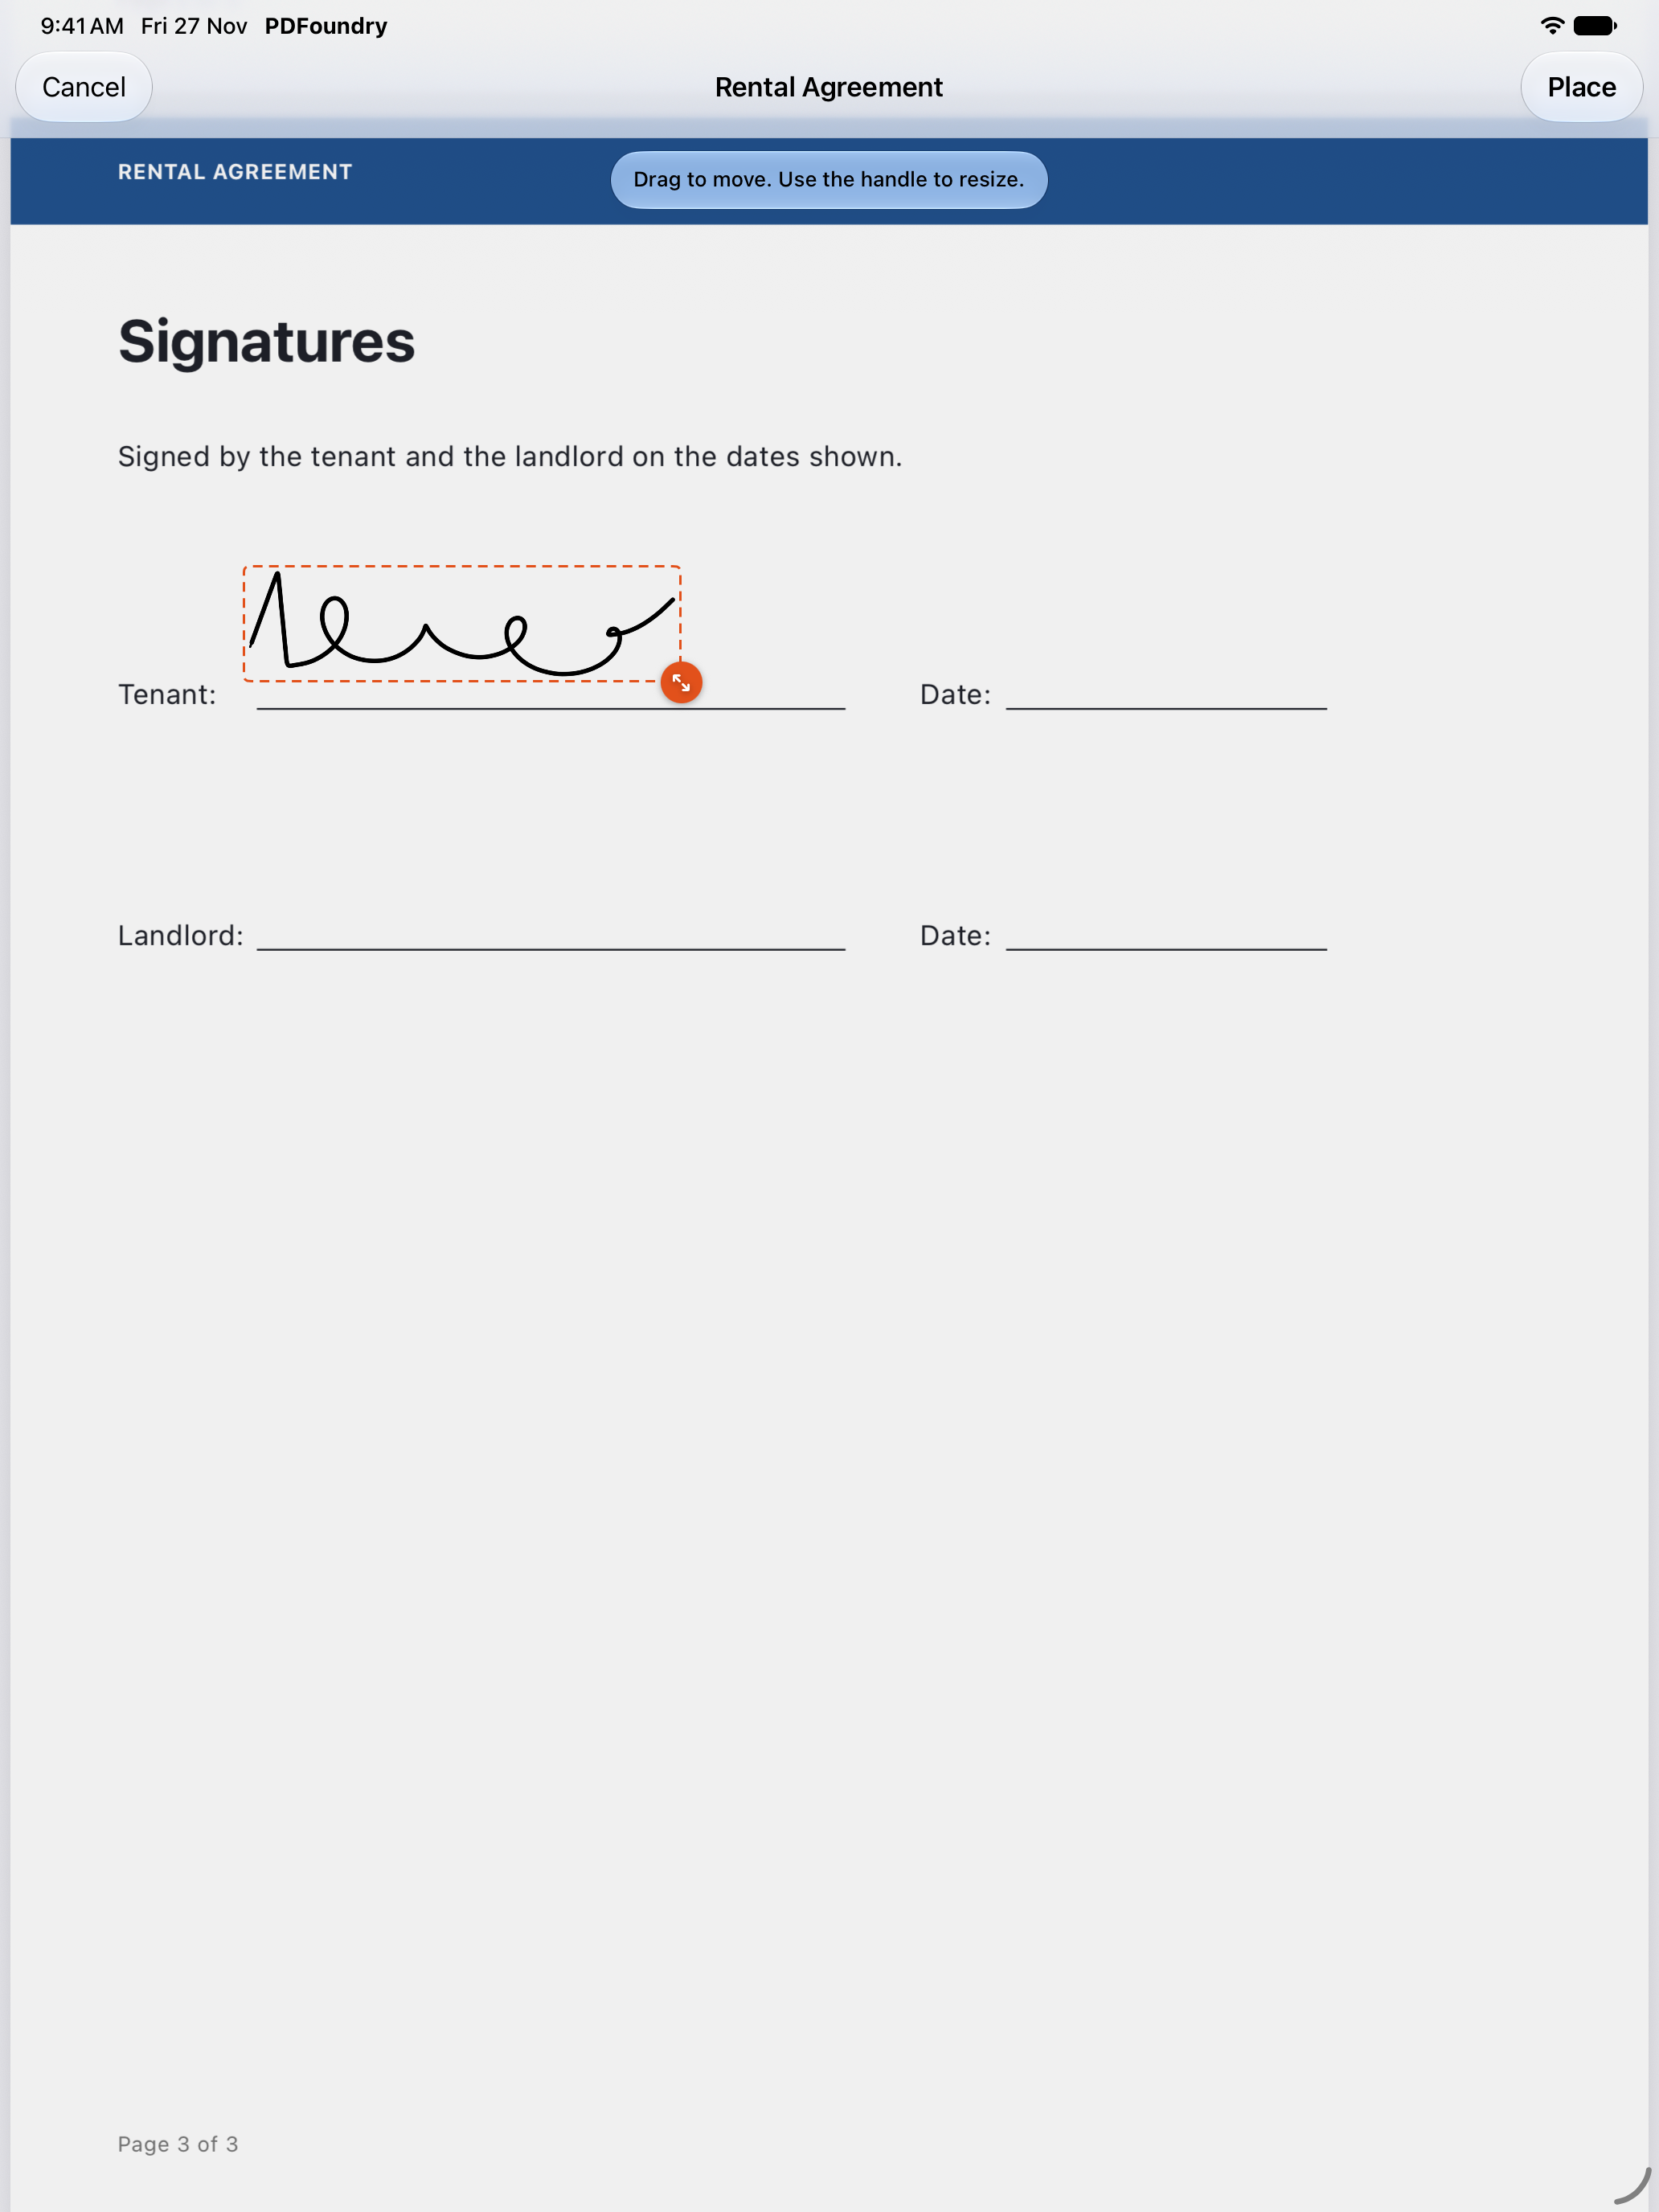 9:41 AM Fri 27 Nov PDFoundry
Cancel
Rental Agreement
Place
RENTAL AGREEMENT
Drag to move. Use the handle to resize.
Signatures
Signed by the tenant and the landlord on the dates shown.
Tenant: Date:
Landlord: Date:
Page 3 of 3